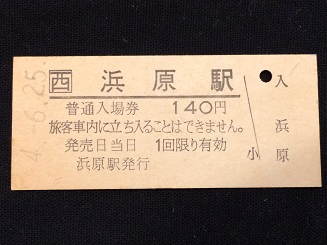 西 浜原駅
普通入場券 140円
旅客車内に立ち入ることはできません。
発売日当日 1回限り有効
浜原駅発行
入
浜
小 原
4.-6.25.